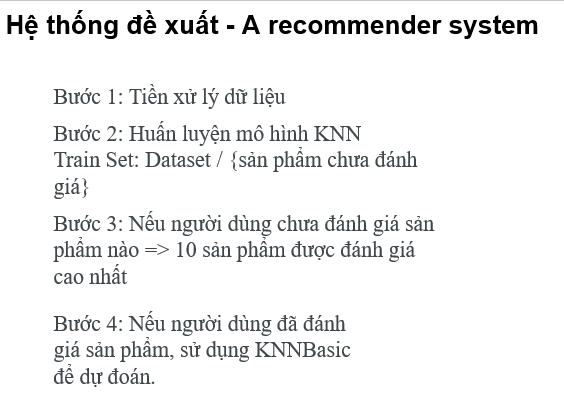 Hệ thống đề xuất - A recommender system
Bước 1: Tiền xử lý dữ liệu
Bước 2: Huấn luyện mô hình KNN
Train Set: Dataset / {sản phẩm chưa đánh
giá}
Bước 3: Nếu người dùng chưa đánh giá sản
phẩm nào => 10 sản phẩm được đánh giá
cao nhất
Bước 4: Nếu người dùng đã đánh
giá sản phẩm, sử dụng KNNBasic
để dự đoán.